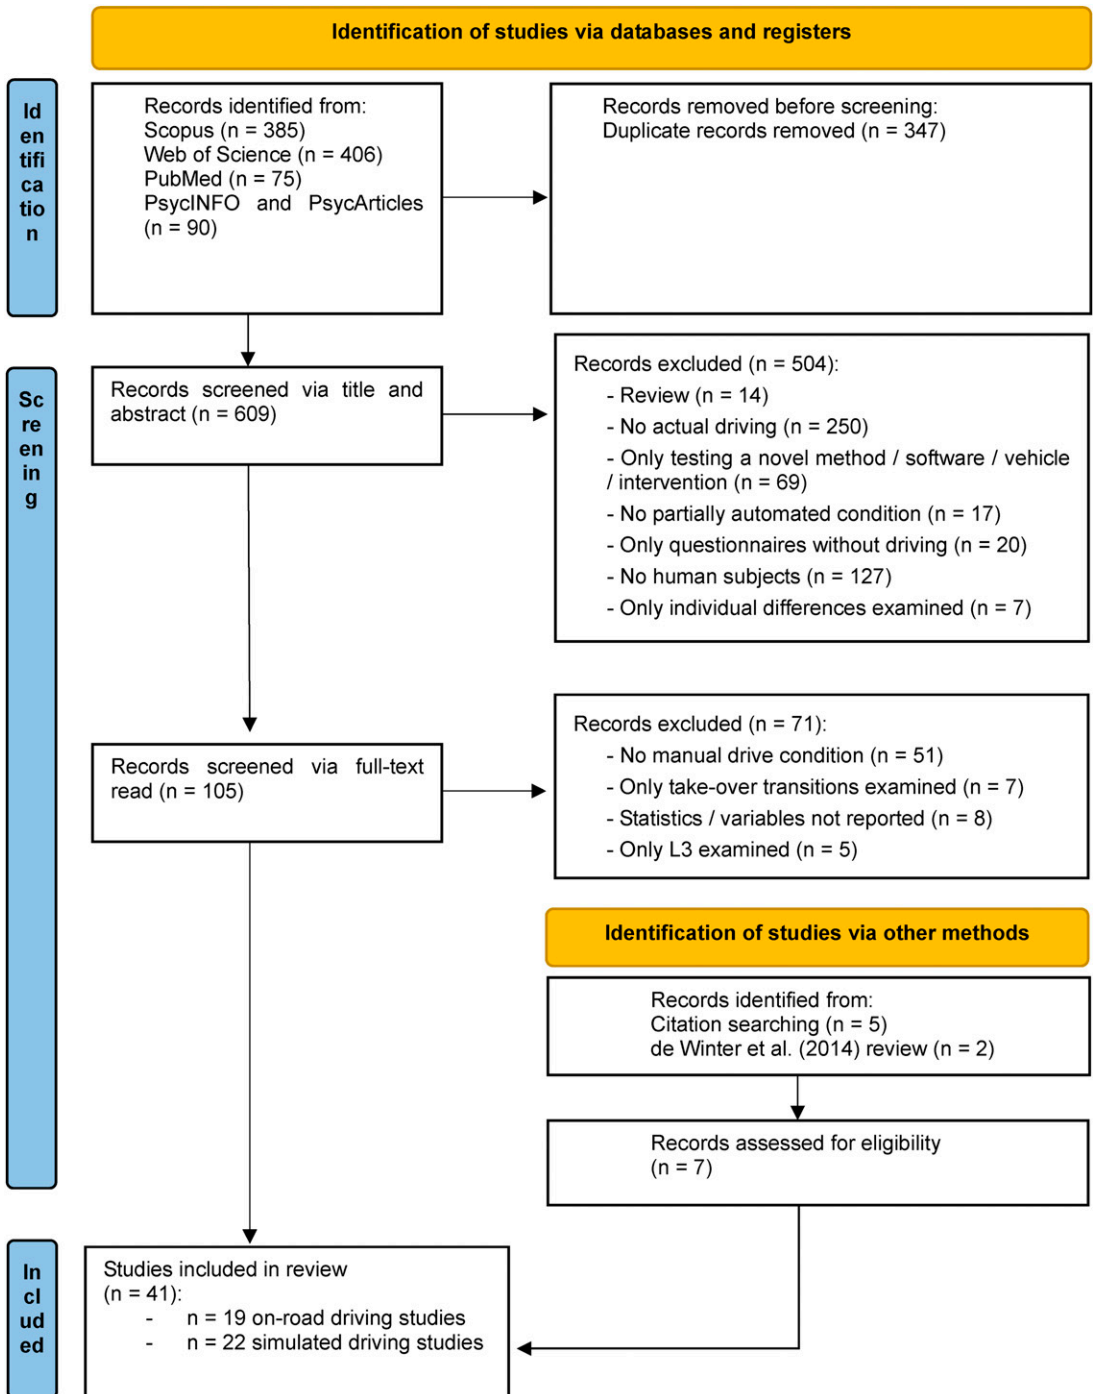 Identification of studies via databases and registers
Id
en
tifi
ca
tio
n
Records identified from:
Scopus (n = 385)
Web of Science (n = 406)
PubMed (n = 75)
PsycINFO and PsycArticles
(n = 90)
Records removed before screening:
Duplicate records removed (n = 347)
Sc
re
en
in
g
Records screened via title and
abstract (n = 609)
Records excluded (n = 504):
- Review (n = 14)
- No actual driving (n = 250)
- Only testing a novel method / software / vehicle
/ intervention (n = 69)
- No partially automated condition (n = 17)
- Only questionnaires without driving (n = 20)
- No human subjects (n = 127)
- Only individual differences examined (n = 7)
Records screened via full-text
read (n = 105)
Records excluded (n = 71):
- No manual drive condition (n = 51)
- Only take-over transitions examined (n = 7)
- Statistics / variables not reported (n = 8)
- Only L3 examined (n = 5)
Identification of studies via other methods
Records identified from:
Citation searching (n = 5)
de Winter et al. (2014) review (n = 2)
Records assessed for eligibility
(n = 7)
In
cl
ud
ed
Studies included in review
(n = 41):
- n = 19 on-road driving studies
- n = 22 simulated driving studies